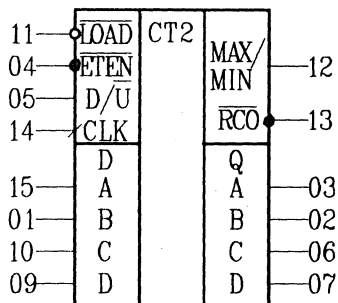 11 LOAD CT2
04 ETEN MAX/ MIN 12
05 D/U
14 CLK RCO 13
D Q
15 A A 03
01 B B 02
10 C C 06
09 D D 07